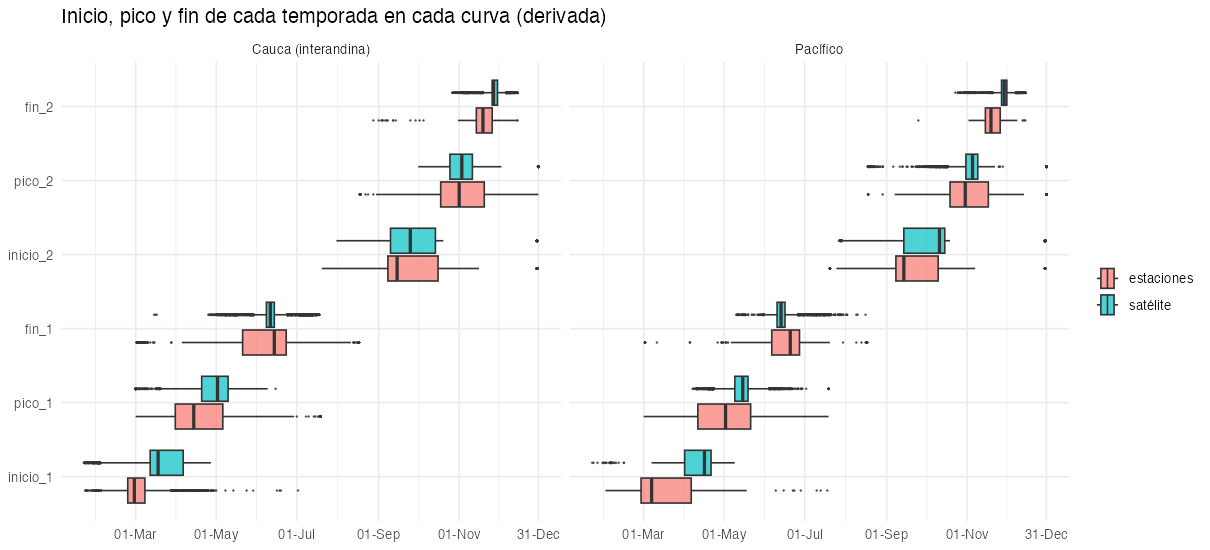 Inicio, pico y fin de cada temporada en cada curva (derivada)
Cauca (interandina)
Pacífico
fin_2
pico_2
inicio_2
fin_1
pico_1
inicio_1
estaciones
satélite
01-Mar 01-May 01-Jul 01-Sep 01-Nov 31-Dec
01-Mar 01-May 01-Jul 01-Sep 01-Nov 31-Dec